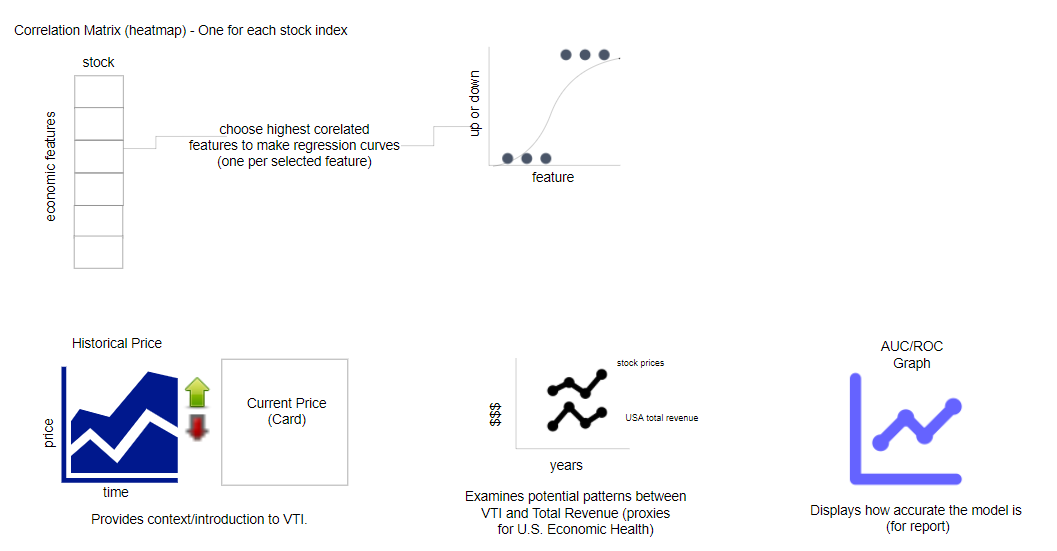 Correlation Matrix (heatmap) - One for each stock index
stock
economic features
choose highest corelated
features to make regression curves
(one per selected feature)
up or down
feature
Historical Price
price
time
Current Price
(Card)
Provides context/introduction to VTI.
$$$
stock prices
USA total revenue
years
Examines potential patterns between
VTI and Total Revenue (proxies
for U.S. Economic Health)
AUC/ROC
Graph
Displays how accurate the model is
(for report)